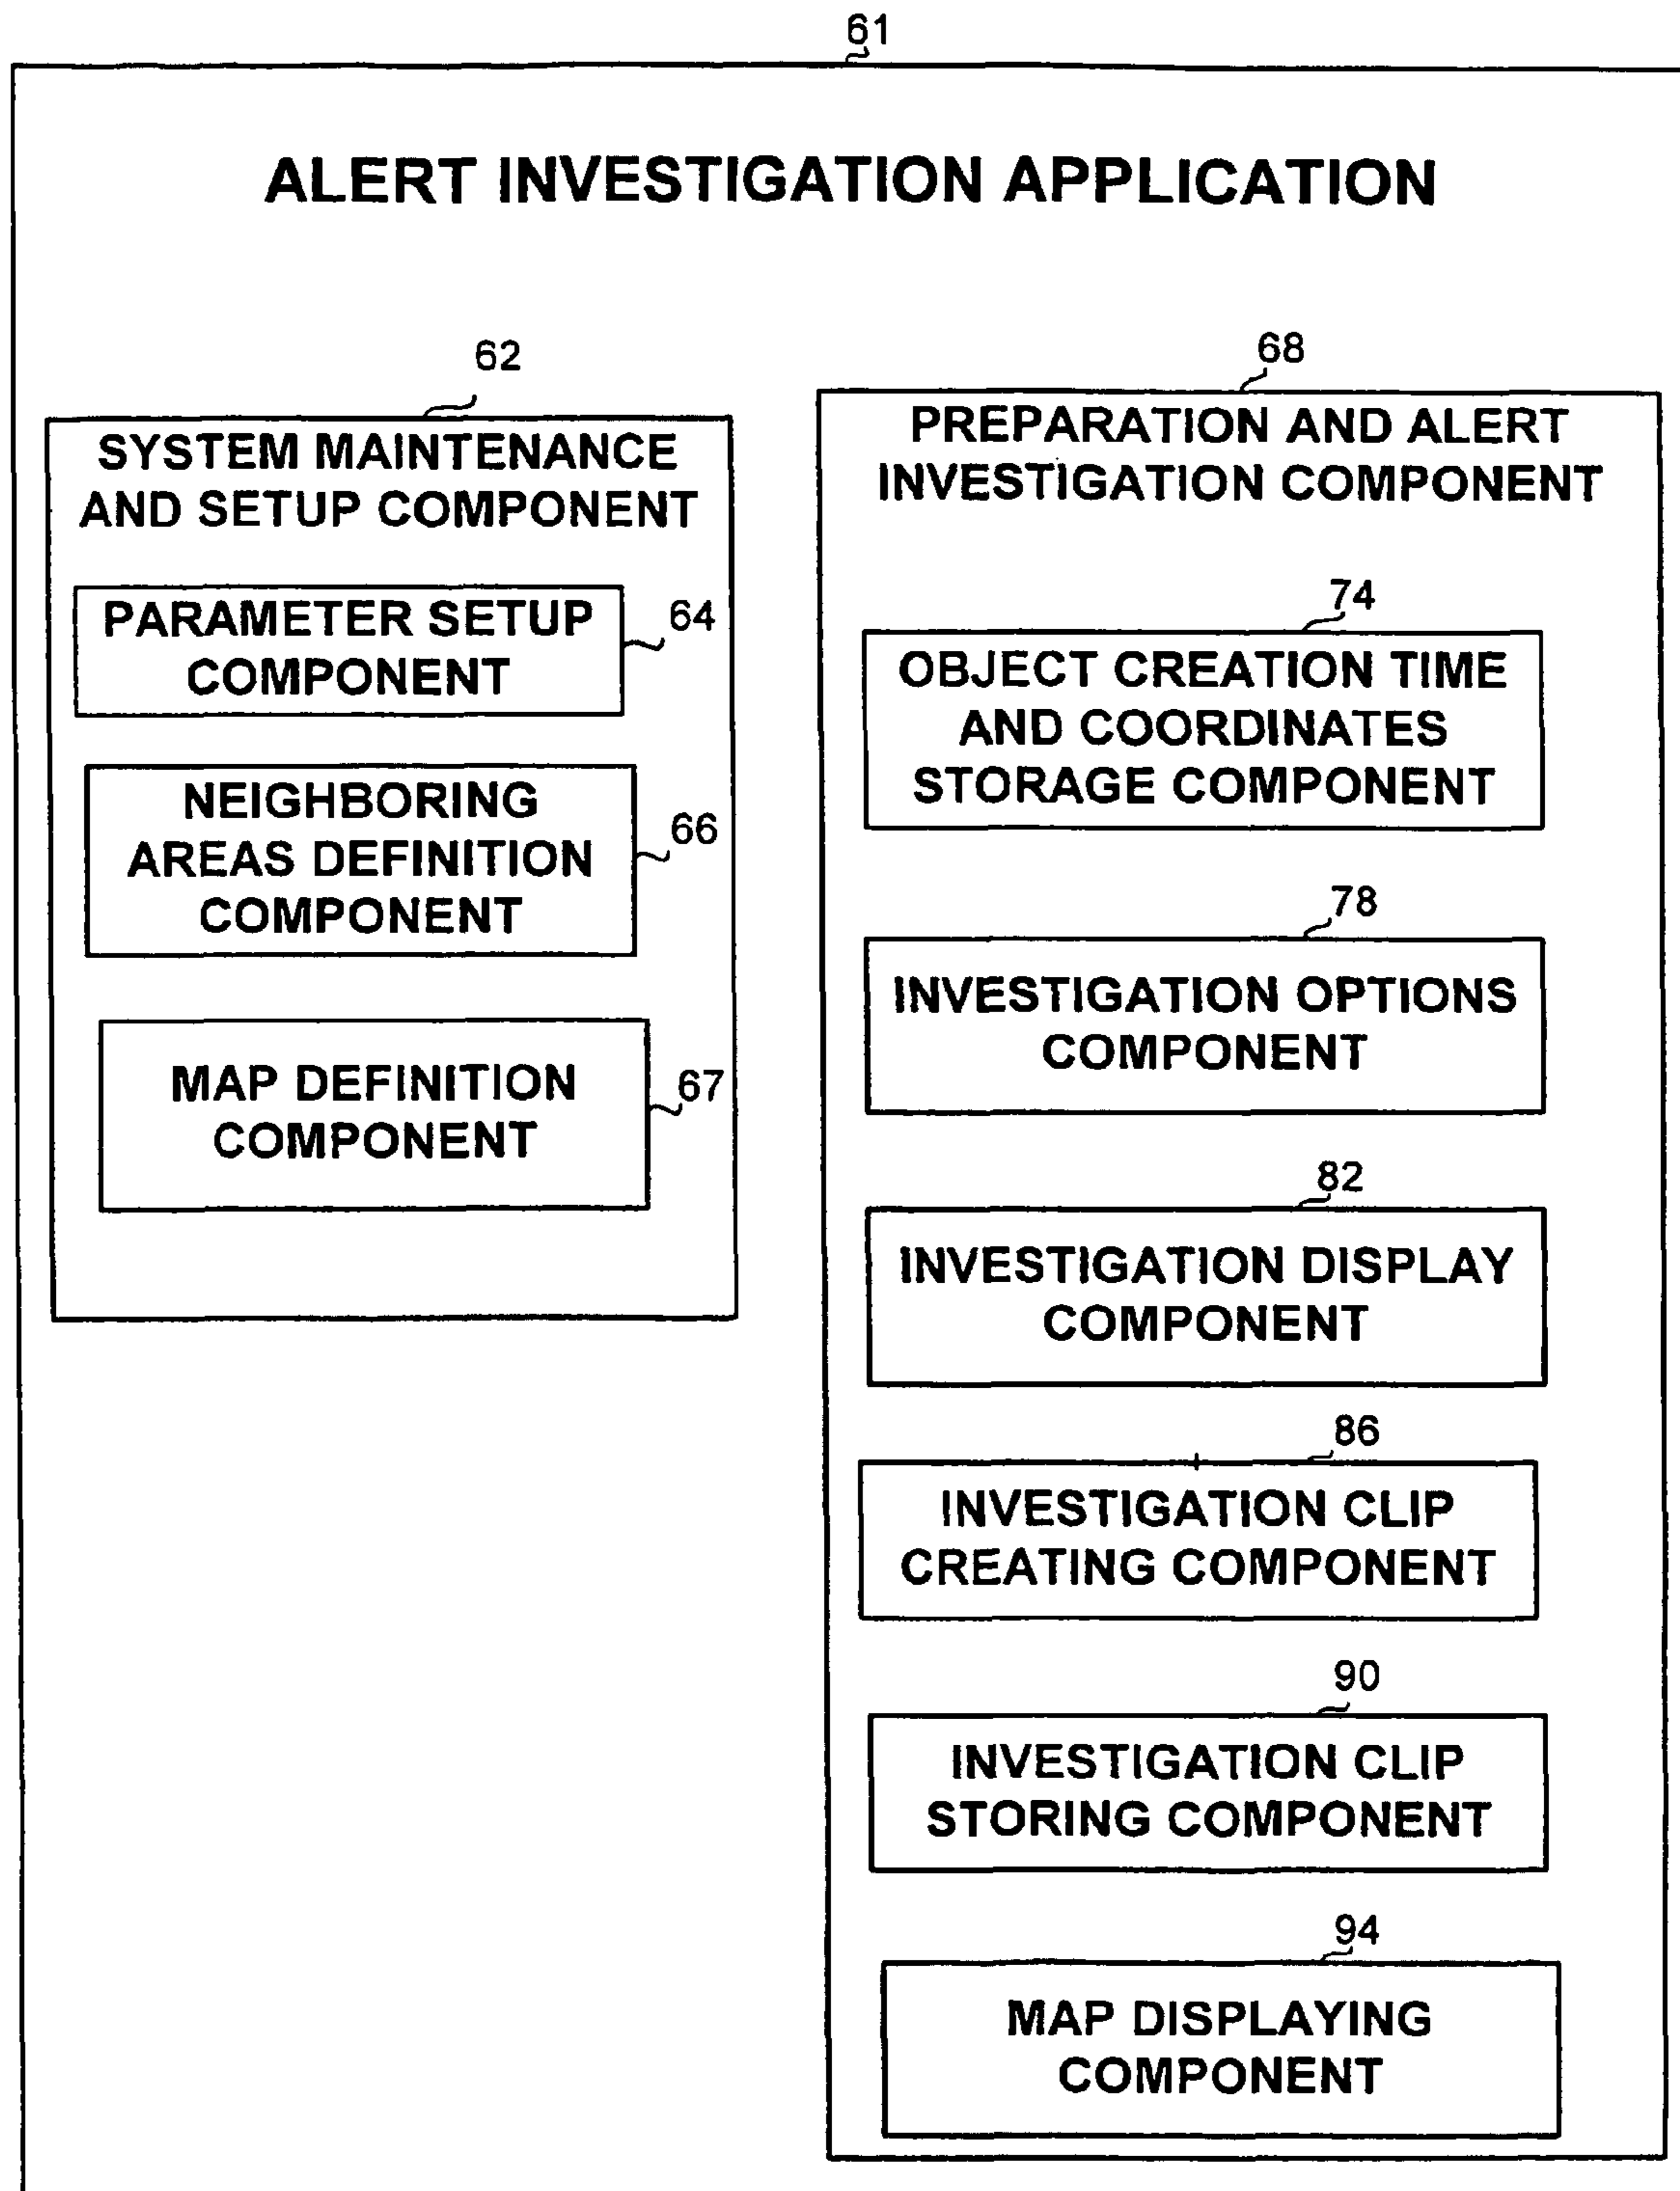 61
ALERT INVESTIGATION APPLICATION
62
SYSTEM MAINTENANCE
AND SETUP COMPONENT
PARAMETER SETUP
COMPONENT
64
NEIGHBORING
AREAS DEFINITION
COMPONENT
66
MAP DEFINITION
COMPONENT
67
68
PREPARATION AND ALERT
INVESTIGATION COMPONENT
74
OBJECT CREATION TIME
AND COORDINATES
STORAGE COMPONENT
78
INVESTIGATION OPTIONS
COMPONENT
82
INVESTIGATION DISPLAY
COMPONENT
86
INVESTIGATION CLIP
CREATING COMPONENT
90
INVESTIGATION CLIP
STORING COMPONENT
94
MAP DISPLAYING
COMPONENT